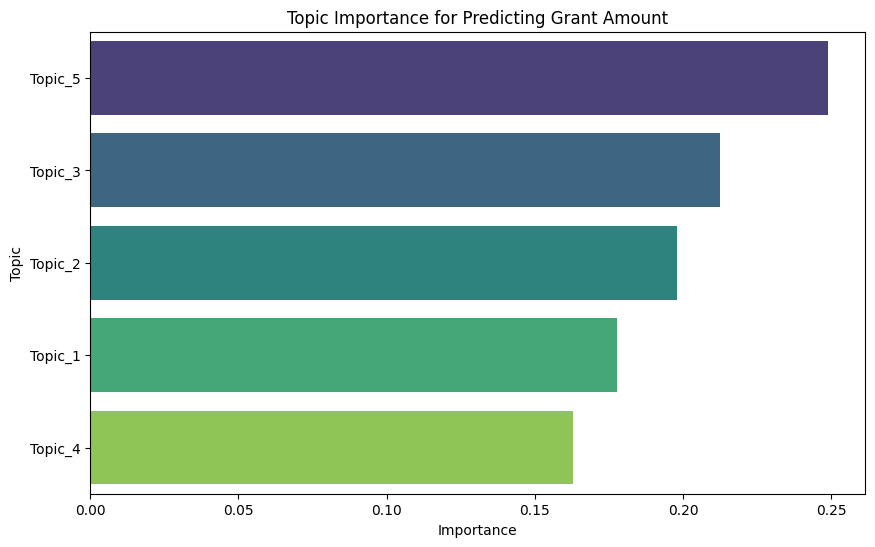 Topic Importance for Predicting Grant Amount
Topic_5
Topic_3
Topic_2
Topic_1
Topic_4
Topic
0.00 0.05 0.10 0.15 0.20 0.25
Importance